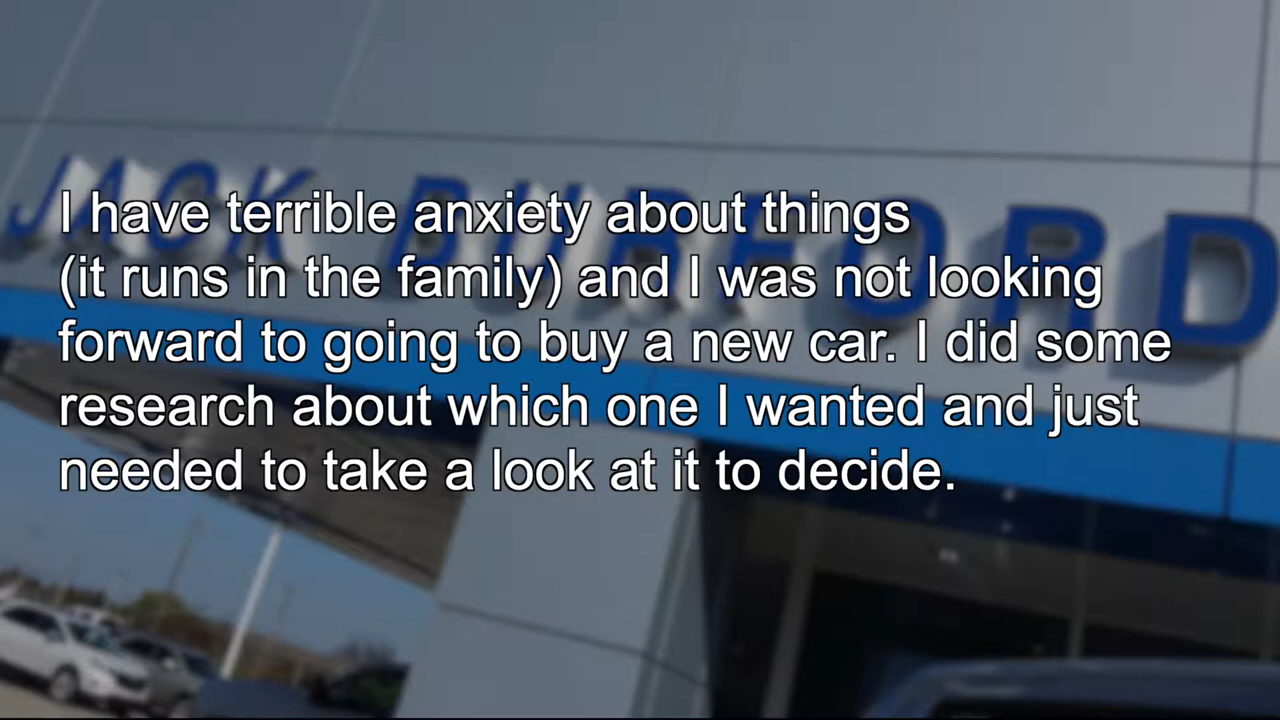 JACK BURFORD
I have terrible anxiety about things
(it runs in the family) and I was not looking
forward to going to buy a new car. I did some
research about which one I wanted and just
needed to take a look at it to decide.